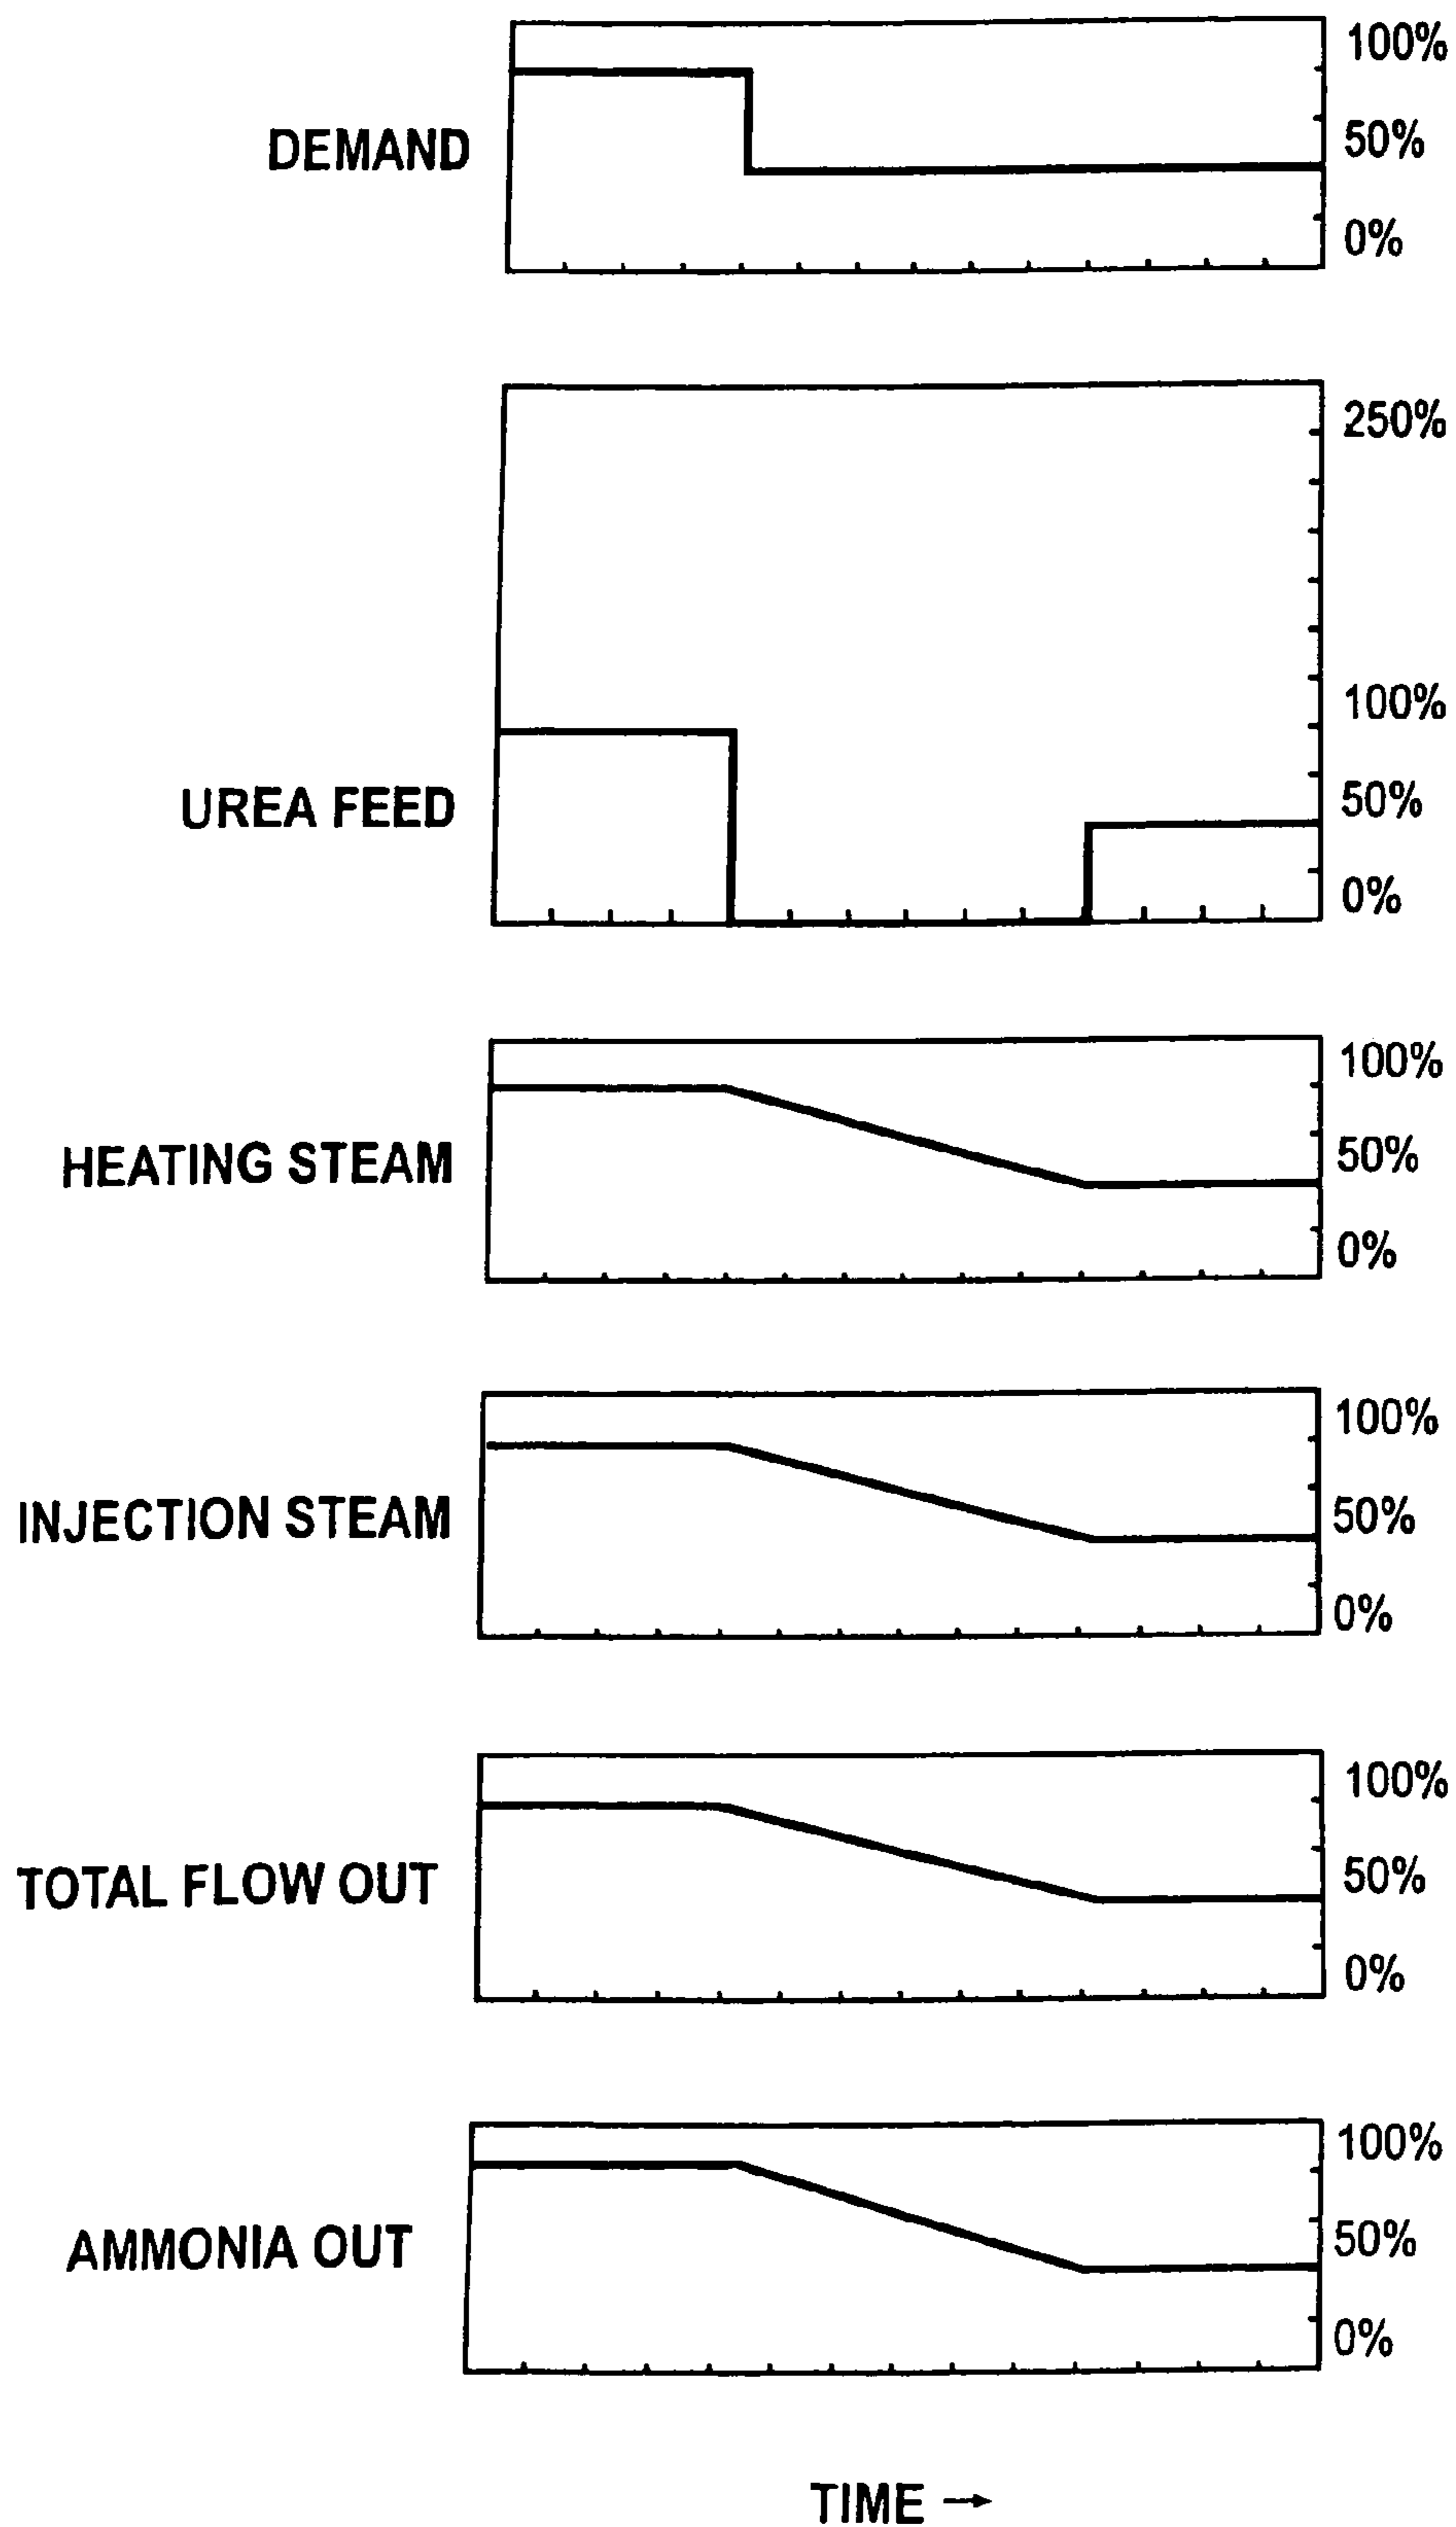 100%
DEMAND
50%
0%
250%
100%
UREA FEED
50%
0%
100%
HEATING STEAM
50%
0%
100%
INJECTION STEAM
50%
0%
100%
TOTAL FLOW OUT
50%
0%
100%
AMMONIA OUT
50%
0%
TIME →